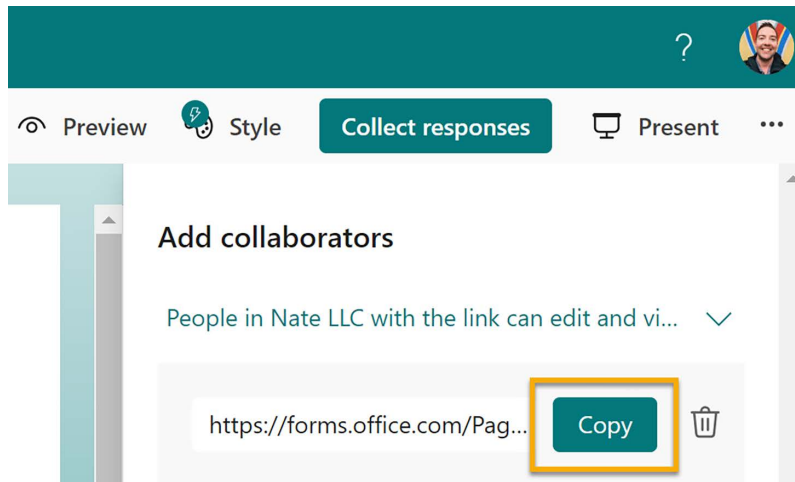 ?
Preview Style Collect responses Present ...
Add collaborators
People in Nate LLC with the link can edit and vi...
https://forms.office.com/Pag... Copy